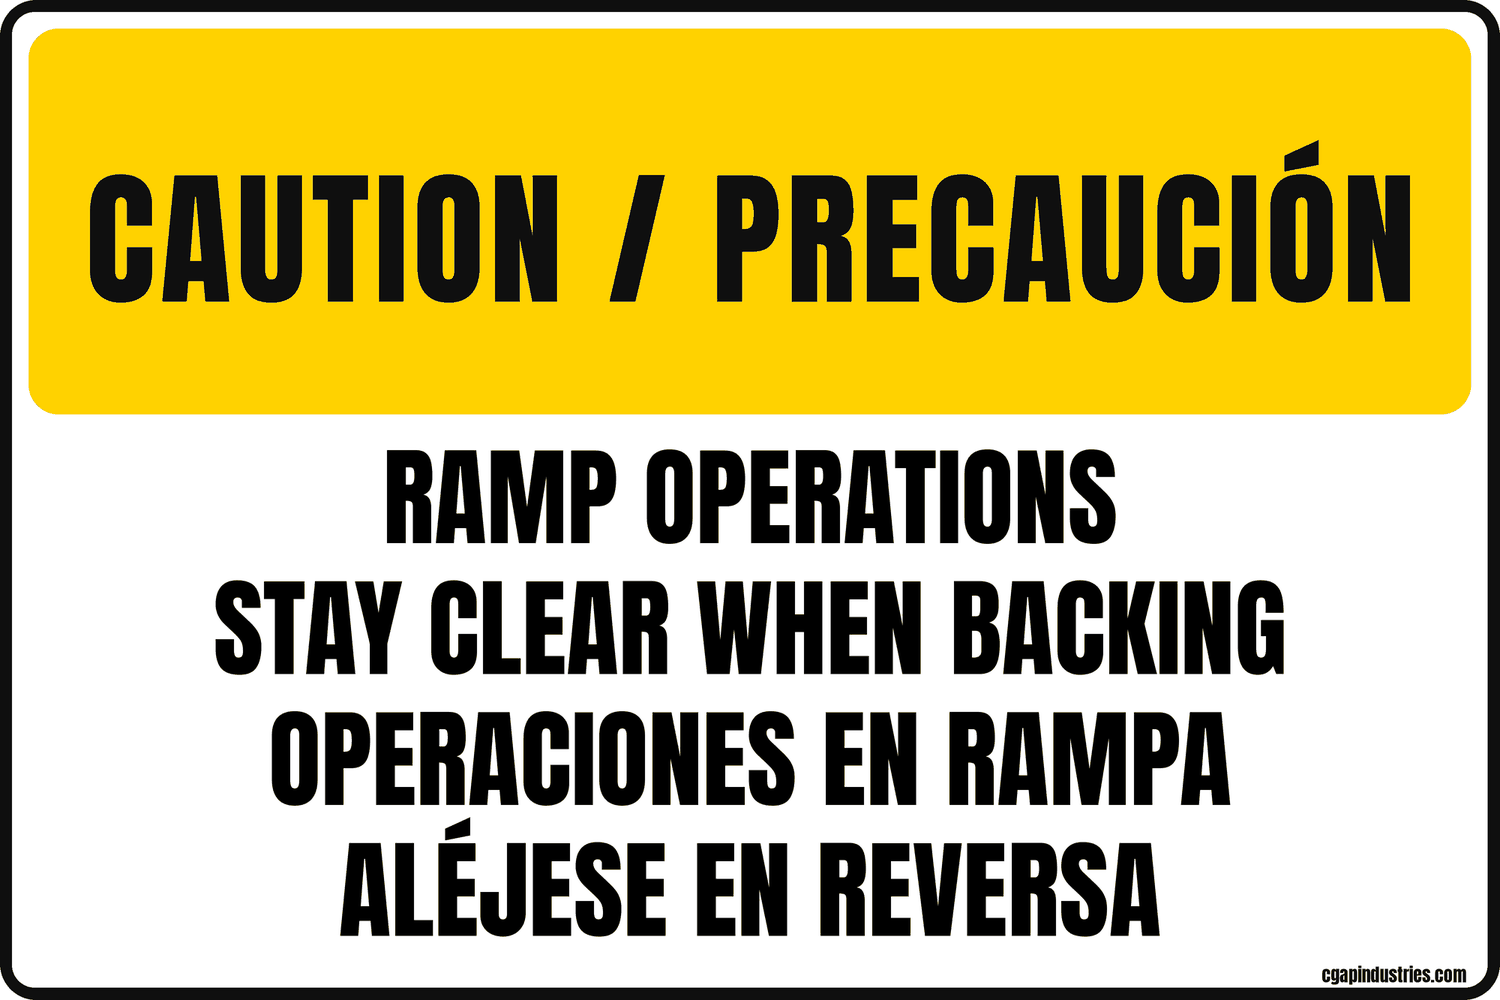 CAUTION / PRECAUCIÓN
RAMP OPERATIONS
STAY CLEAR WHEN BACKING
OPERACIONES EN RAMPA
ALÉJESE EN REVERSA
cgapindustries.com